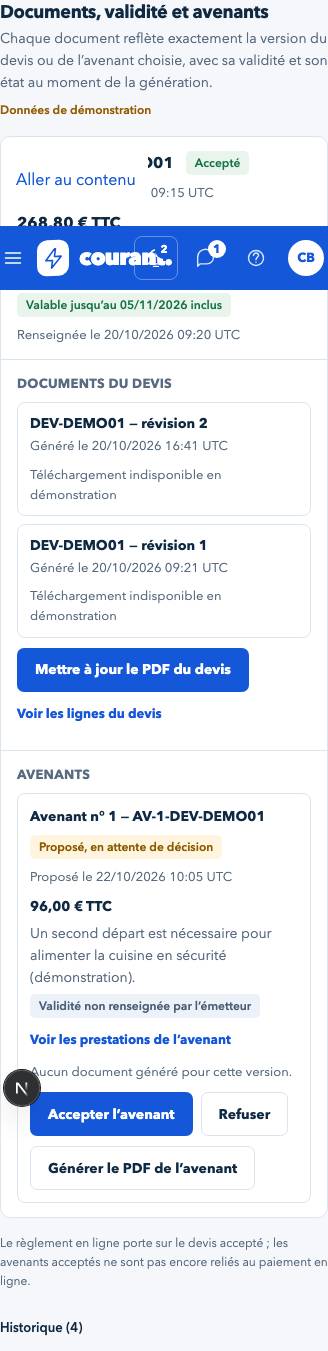 Documents, validité et avenants
Chaque document reflète exactement la version du
devis ou de l’avenant choisie, avec sa validité et son
état au moment de la génération.
Données de démonstration
Accepté
Aller au contenu
09:15 UTC
268,80 € TTC
2
1
CB
Valable jusqu’au 05/11/2026 inclus
Renseignée le 20/10/2026 09:20 UTC
DOCUMENTS DU DEVIS
DEV-DEMO01 – révision 2
Généré le 20/10/2026 16:41 UTC
Téléchargement indisponible en
démonstration
DEV-DEMO01 – révision 1
Généré le 20/10/2026 09:21 UTC
Téléchargement indisponible en
démonstration
Mettre à jour le PDF du devis
Voir les lignes du devis
AVENANTS
Avenant n° 1 – AV-1-DEV-DEMO01
Proposé, en attente de décision
Proposé le 22/10/2026 10:05 UTC
96,00 € TTC
Un second départ est nécessaire pour
alimenter la cuisine en sécurité
(démonstration).
Validité non renseignée par l’émetteur
Voir les prestations de l’avenant
Aucun document généré pour cette version.
N
Accepter l’avenant
Refuser
Générer le PDF de l’avenant
Le règlement en ligne porte sur le devis accepté ; les
avenants acceptés ne sont pas encore reliés au paiement en
ligne.
Historique (4)